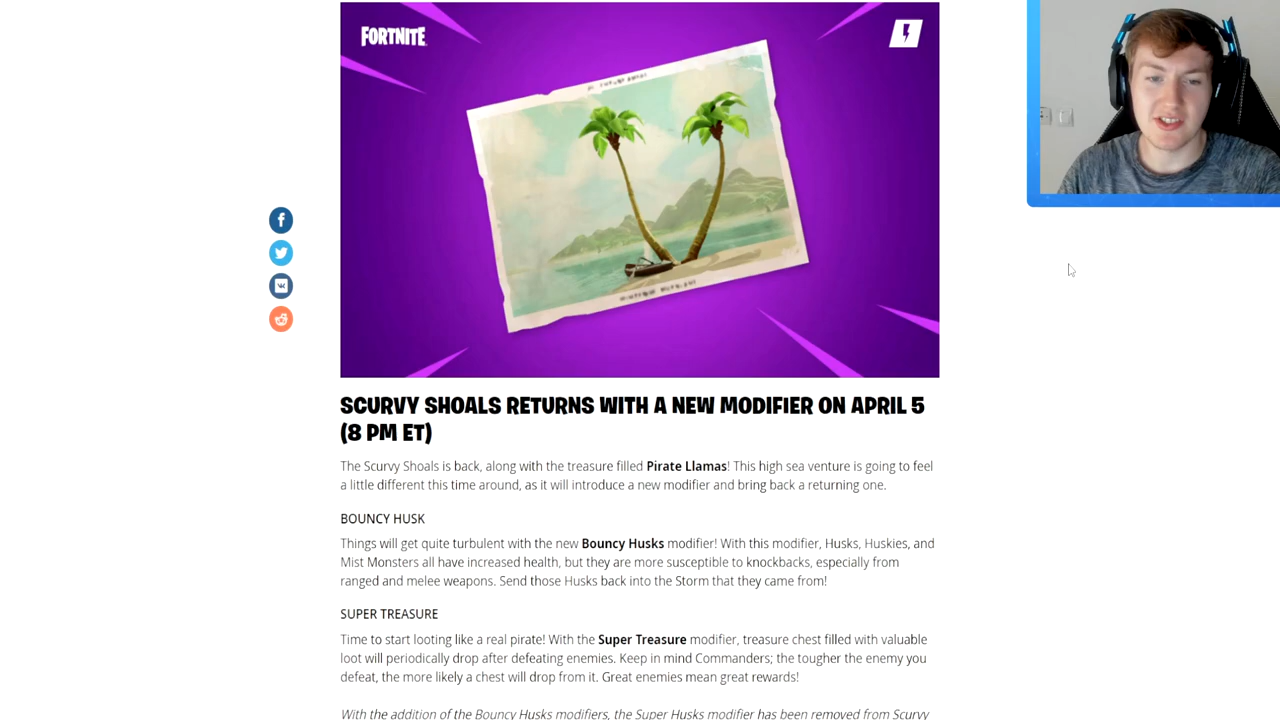 FORTNITE
SCURVY SHOALS RETURNS WITH A NEW MODIFIER ON APRIL 5
(8 PM ET)
The Scurvy Shoals is back, along with the treasure filled Pirate Llamas! This high sea venture is going to feel
a little different this time around, as it will introduce a new modifier and bring back a returning one.
BOUNCY HUSK
Things will get quite turbulent with the new Bouncy Husks modifier! With this modifier, Husks, Huskies, and
Mist Monsters all have increased health, but they are more susceptible to knockbacks, especially from
ranged and melee weapons. Send those Husks back into the Storm that they came from!
SUPER TREASURE
Time to start looting like a real pirate! With the Super Treasure modifier, treasure chest filled with valuable
loot will periodically drop after defeating enemies. Keep in mind Commanders; the tougher the enemy you
defeat, the more likely a chest will drop from it. Great enemies mean great rewards!
With the addition of the Bouncy Husks modifiers, the Super Husks modifier has been removed from Scurvy